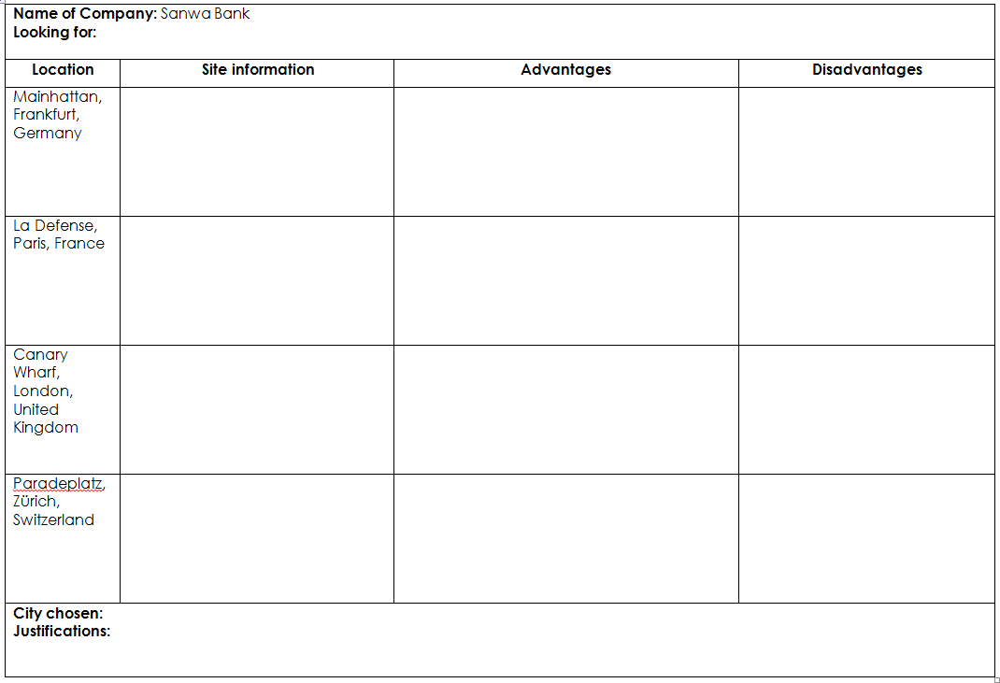 Name of Company: Sanwa Bank
Looking for:
Location
Site information
Advantages
Disadvantages
Mainhattan,
Frankfurt,
Germany
La Defense,
Paris, France
Canary
Wharf,
London,
United
Kingdom
Paradeplatz,
Zürich,
Switzerland
City chosen:
Justifications: